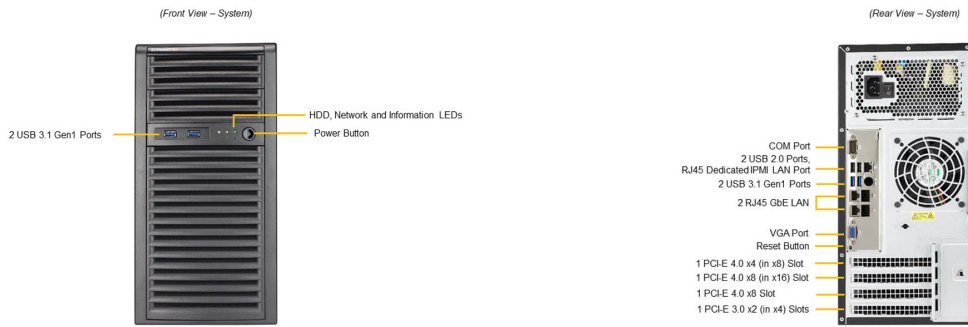 (Front View – System)
(Rear View – System)
HDD, Network and Information LEDs
2 USB 3.1 Gen1 Ports
Power Button
COM Port
2 USB 2.0 Ports,
RJ45 Dedicated IPMI LAN Port
2 USB 3.1 Gen1 Ports
2 RJ45 GbE LAN
VGA Port
Reset Button
1 PCI-E 4.0 x4 (in x8) Slot
1 PCI-E 4.0 x8 (in x16) Slot
1 PCI-E 4.0 x8 Slot
1 PCI-E 3.0 x2 (in x4) Slots